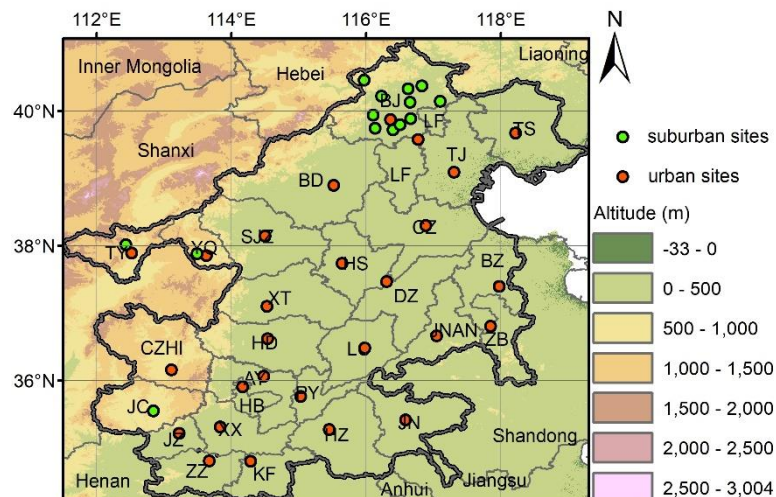 112°E 114°E 116°E 118°E
N
Liaoning
Inner Mongolia Hebei
40°N
BJ
LF TS
suburban sites
Shanxi
TJ
urban sites
BD LF
Altitude (m)
38°N
TY YQ SJZ CZ
-33 - 0
HS BZ
0 - 500
XT DZ
500 - 1,000
HD JNAN ZB
CZHI LC
1,000 - 1,500
36°N
AY PY
JC HB
1,500 - 2,000
JZ XX HZ JN
Shandong
2,000 - 2,500
ZZ KF
Henan Anhui Jiangsu
2,500 - 3,004